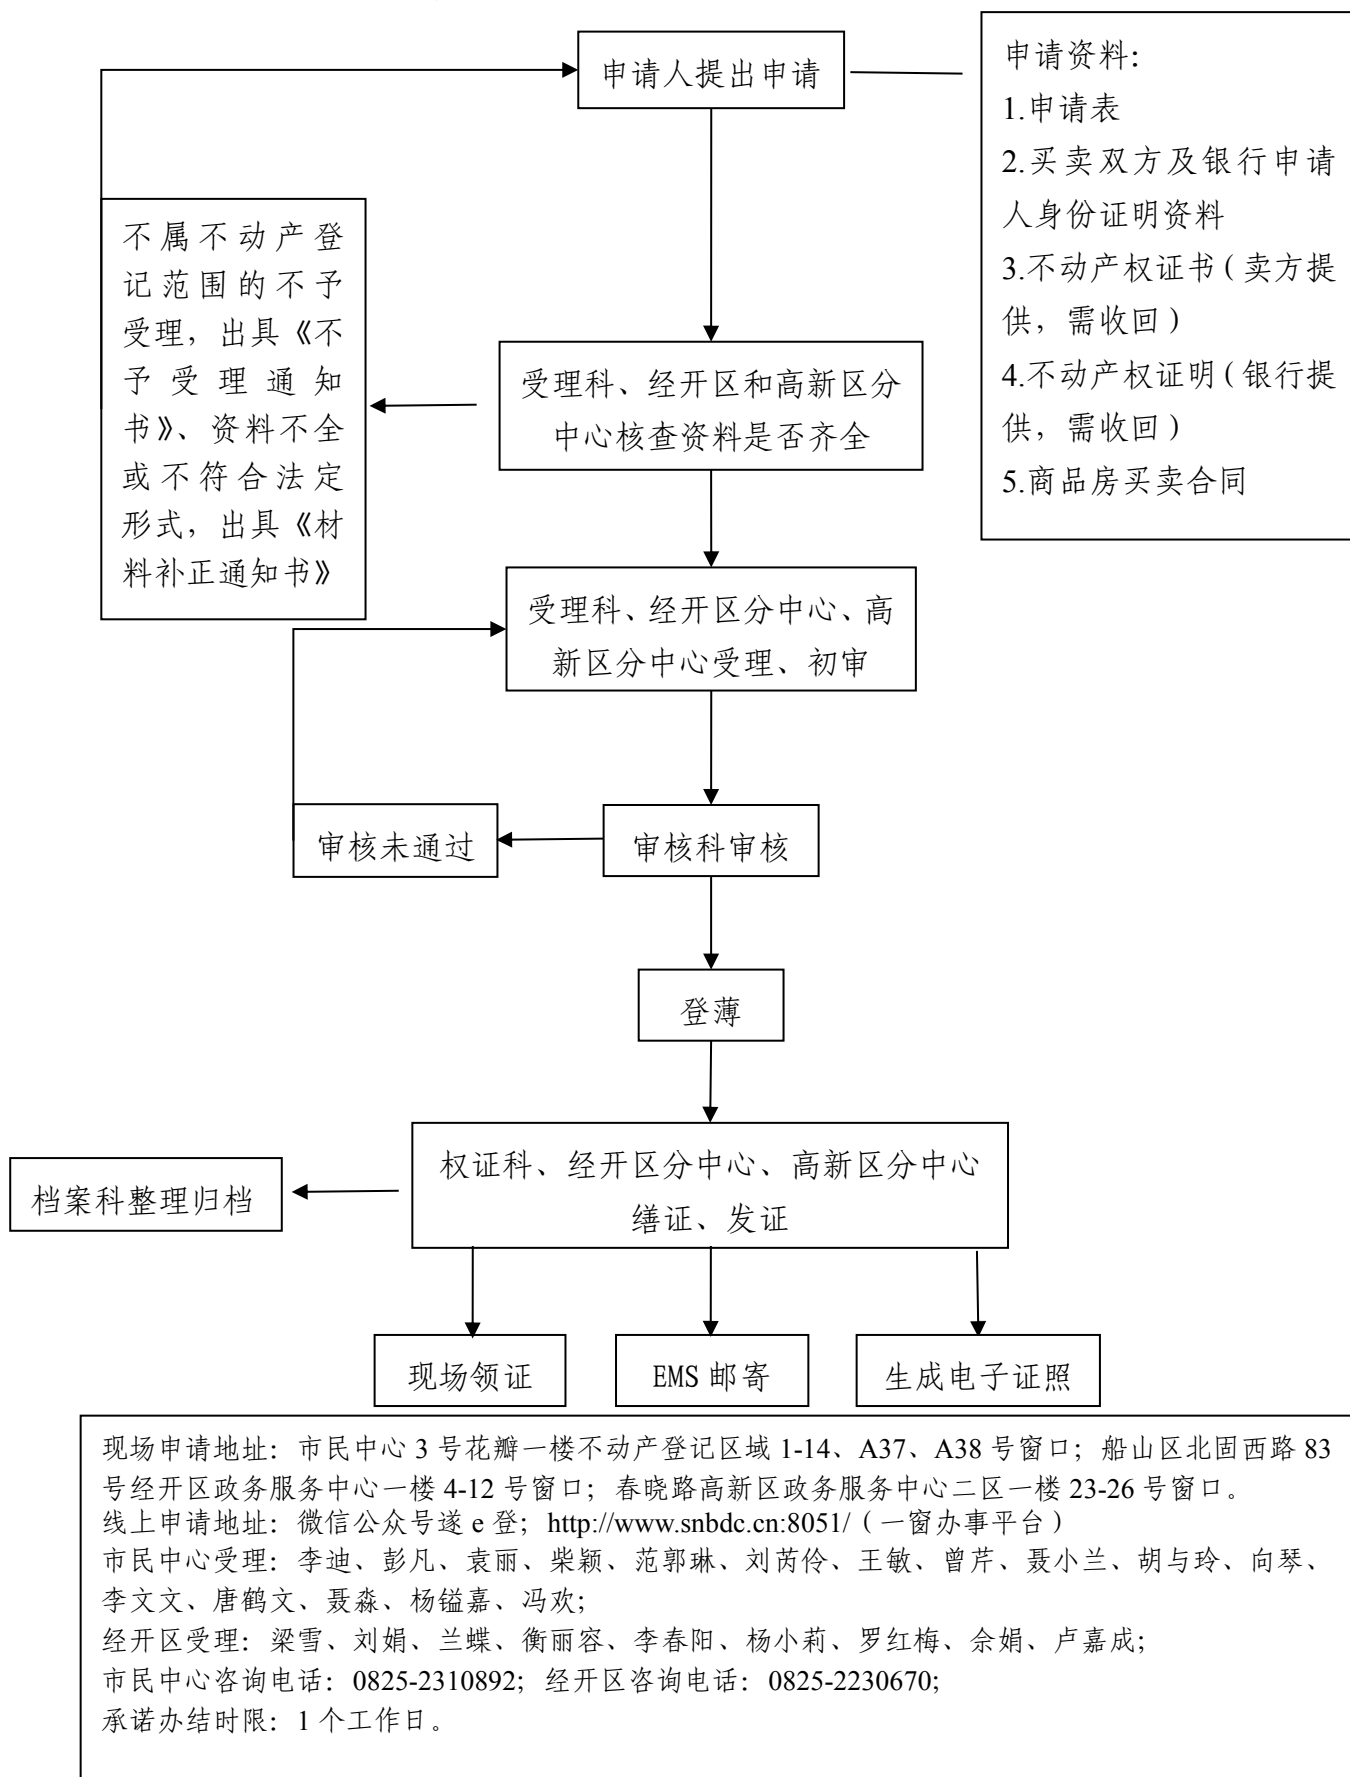 申请人提出申请
申请资料：
1.申请表
2.买卖双方及银行申请
人身份证明资料
3.不动产权证书（卖方提
供，需收回）
4.不动产权证明（银行提
供，需收回）
5.商品房买卖合同
不属不动产登
记范围的不予
受理，出具《不
予受理通知
书》、资料不全
或不符合法定
形式，出具《材
料补正通知书》
受理科、经开区和高新区分
中心核查资料是否齐全
受理科、经开区分中心、高
新区分中心受理、初审
审核未通过
审核科审核
登薄
权证科、经开区分中心、高新区分中心
缮证、发证
档案科整理归档
现场领证
EMS 邮寄
生成电子证照
现场申请地址：市民中心 3 号花瓣一楼不动产登记区域 1-14、A37、A38 号窗口；船山区北固西路 83
号经开区政务服务中心一楼 4-12 号窗口；春晓路高新区政务服务中心二区一楼 23-26 号窗口。
线上申请地址：微信公众号遂 e 登；http://www.snbdc.cn:8051/（一窗办事平台）
市民中心受理：李迪、彭凡、袁丽、柴颖、范郭琳、刘芮伶、王敏、曾芹、聂小兰、胡与玲、向琴、
李文文、唐鹤文、聂淼、杨镒嘉、冯欢；
经开区受理：梁雪、刘娟、兰蝶、衡丽容、李春阳、杨小莉、罗红梅、佘娟、卢嘉成；
市民中心咨询电话：0825-2310892；经开区咨询电话：0825-2230670；
承诺办结时限：1 个工作日。